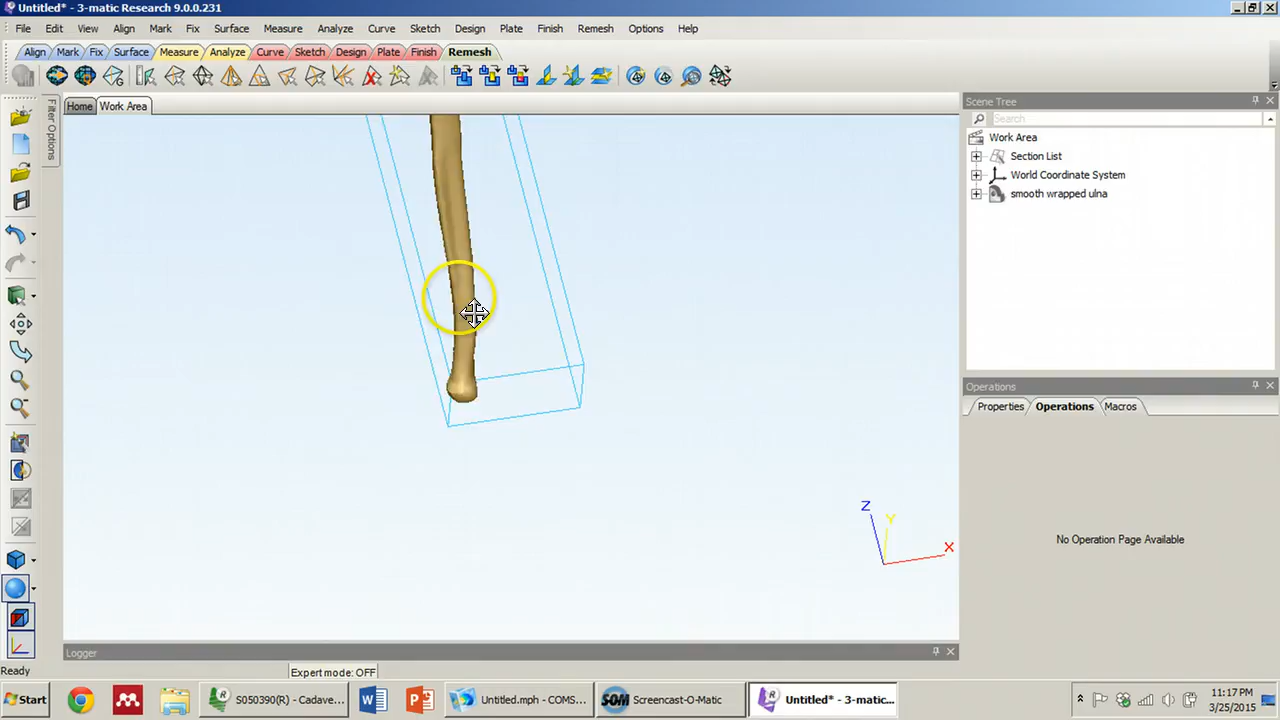 Untitled* - 3-matic Research 9.0.0.231
File Edit View Align Mark Fix Surface Measure Analyze Curve Sketch Design Plate Finish Remesh Options Help
Align Mark Fix Surface Measure Analyze Curve Sketch Design Plate Finish Remesh
Home Work Area
Filter Options
Scene Tree
Search
Work Area
Section List
World Coordinate System
smooth wrapped ulna
Operations
Properties Operations Macros
No Operation Page Available
Z
Y
X
Logger
Ready
Expert mode: OFF
Start
S050390(R) - Cadave...
Untitled.mph - COMS...
SOM Screencast-O-Matic
Untitled* - 3-matic...
11:17 PM
3/25/2015